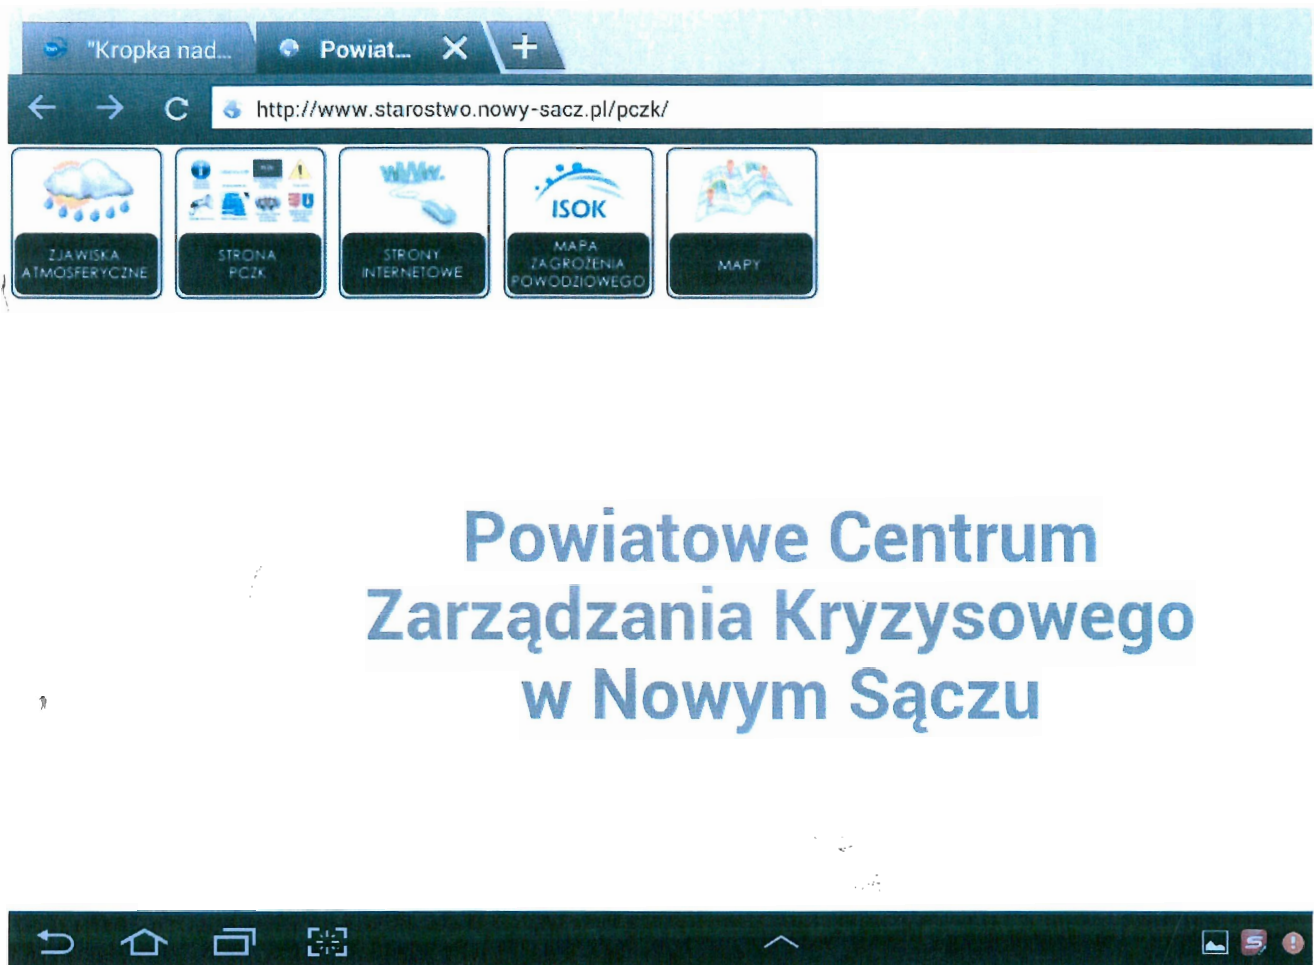 "Kropka nad...
Powiat...
http://www.starostwo.nowy-sacz.pl/pczk/
www.
ISOK
ZJAWISKA
ATMOSFERYCZNE
STRONA
PCZK
STRONY
INTERNETOWE
MAPA
ZAGROŻENIA
POWODZIOWEGO
MAPY
Powiatowe Centrum
Zarządzania Kryzysowego
w Nowym Sączu